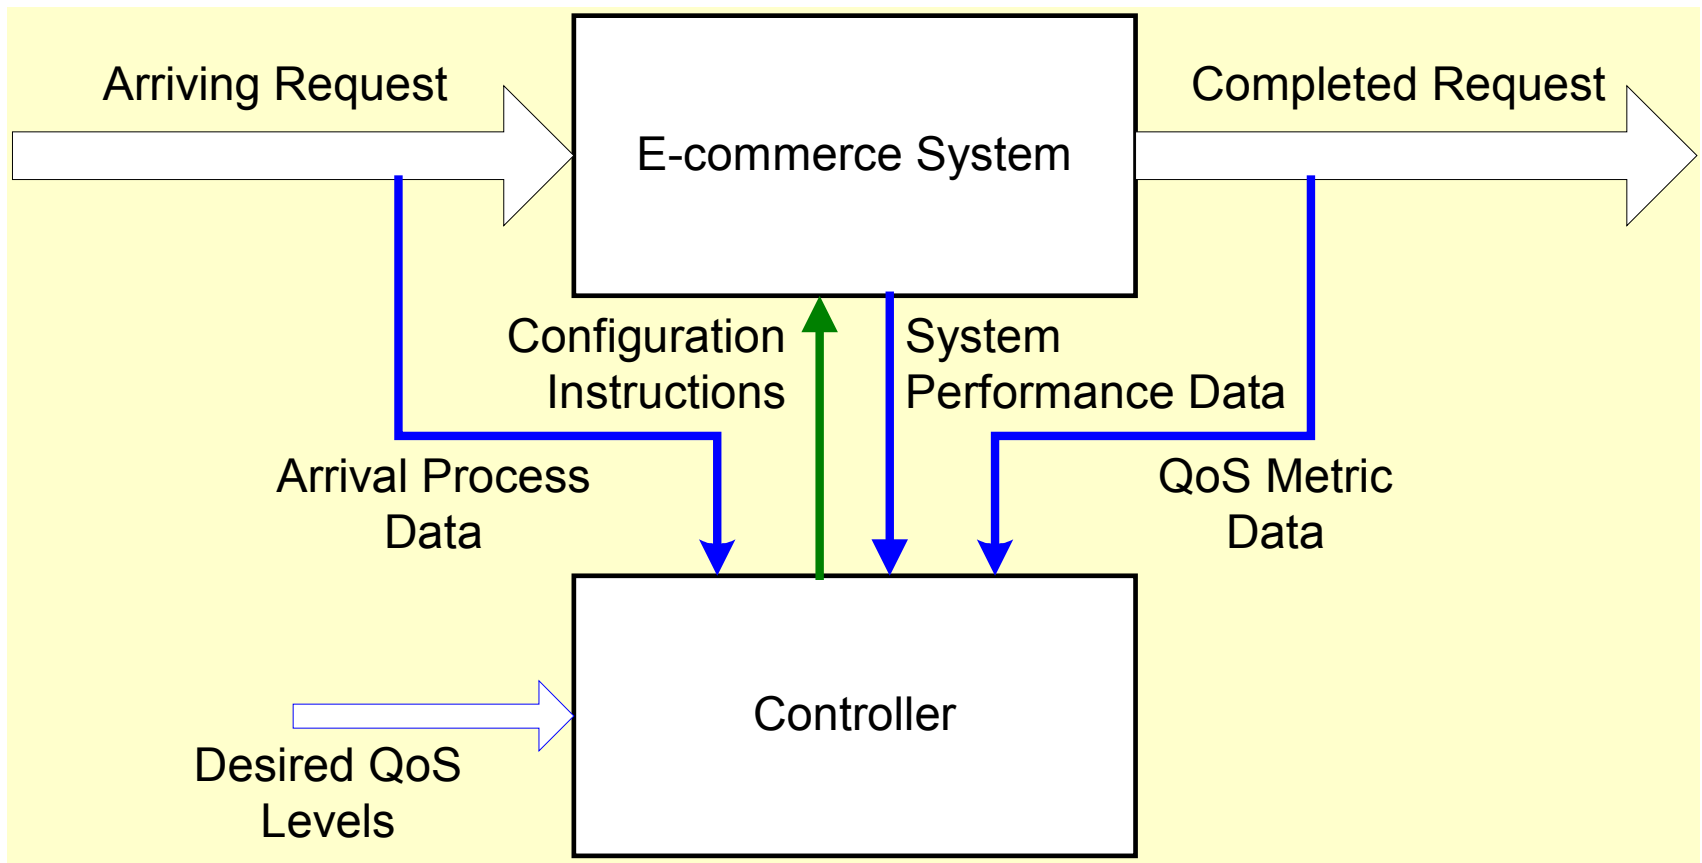 Arriving Request
Completed Request
E-commerce System
Configuration
Instructions
System
Performance Data
Arrival Process
Data
QoS Metric
Data
Controller
Desired QoS
Levels